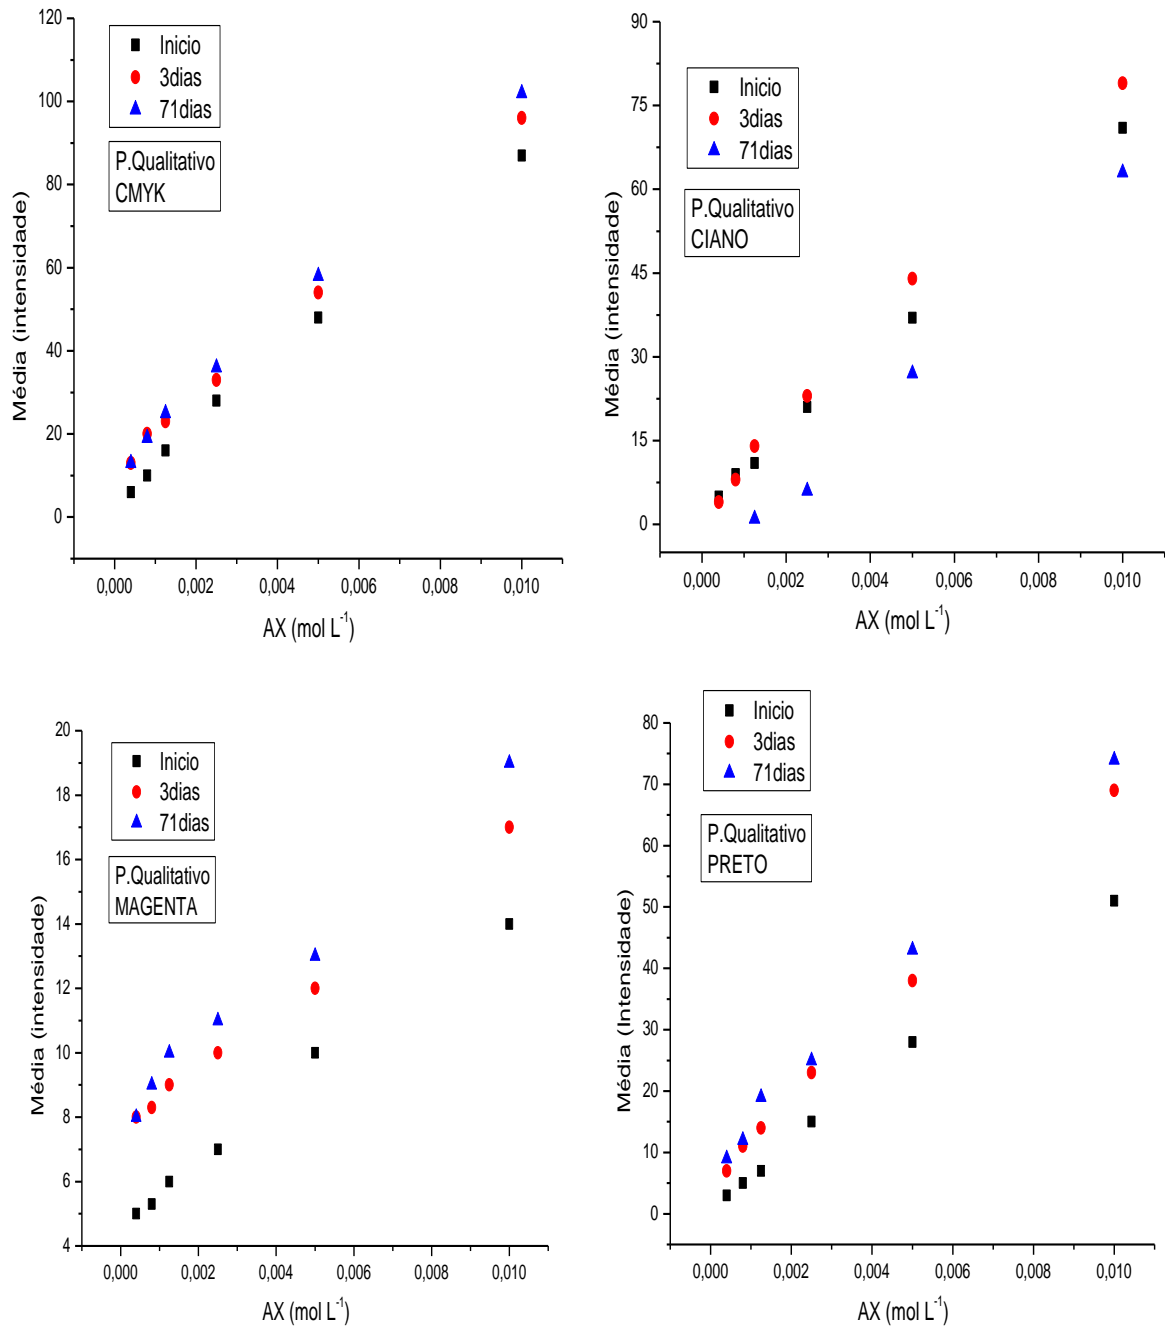 120
100
80
60
40
20
0
Média (intensidade)
Inicio
3dias
71dias
P.Qualitativo
CMYK
0,000 0,002 0,004 0,006 0,008 0,010
AX (mol L⁻¹)
90
75
60
45
30
15
0
Média (intensidade)
Inicio
3dias
71dias
P.Qualitativo
CIANO
0,000 0,002 0,004 0,006 0,008 0,010
AX (mol L⁻¹)
20
18
16
14
12
10
8
6
4
Média (intensidade)
Inicio
3dias
71dias
P.Qualitativo
MAGENTA
0,000 0,002 0,004 0,006 0,008 0,010
AX (mol L⁻¹)
80
70
60
50
40
30
20
10
0
Média (Intensidade)
Inicio
3dias
71dias
P.Qualitativo
PRETO
0,000 0,002 0,004 0,006 0,008 0,010
AX (mol L⁻¹)